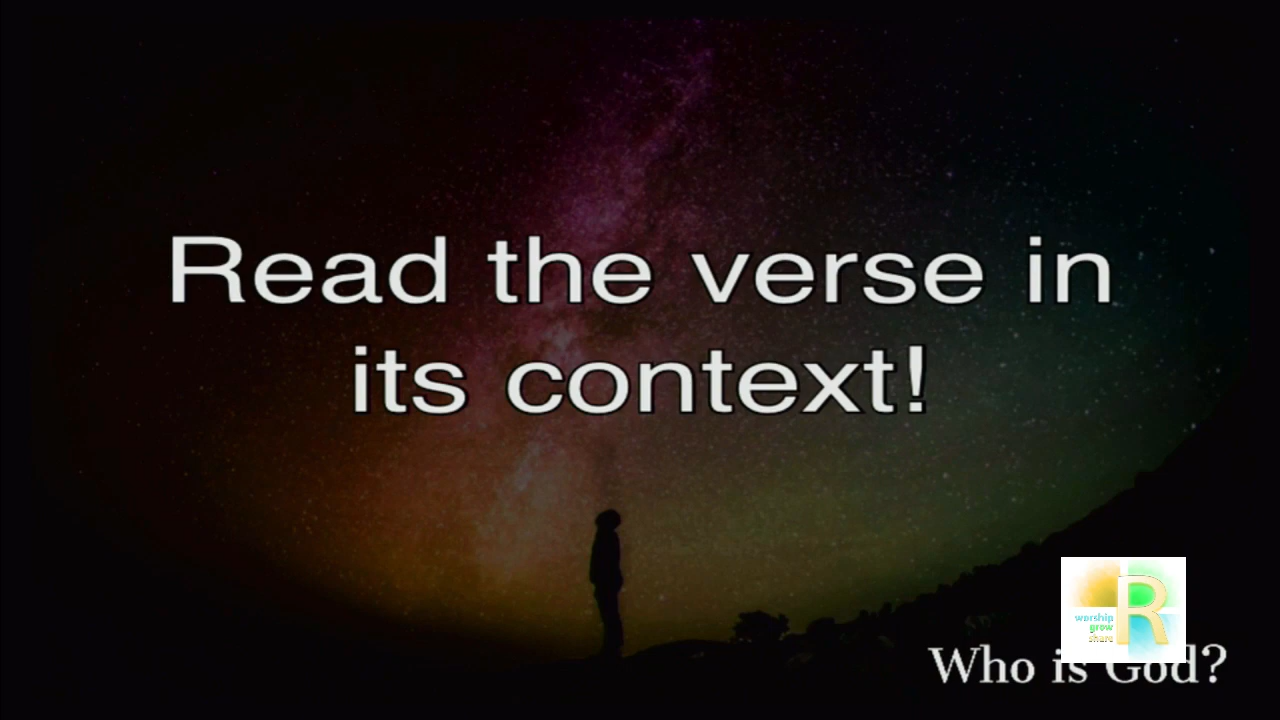 Read the verse in
its context!
R
worship
grow
share
Who is God?